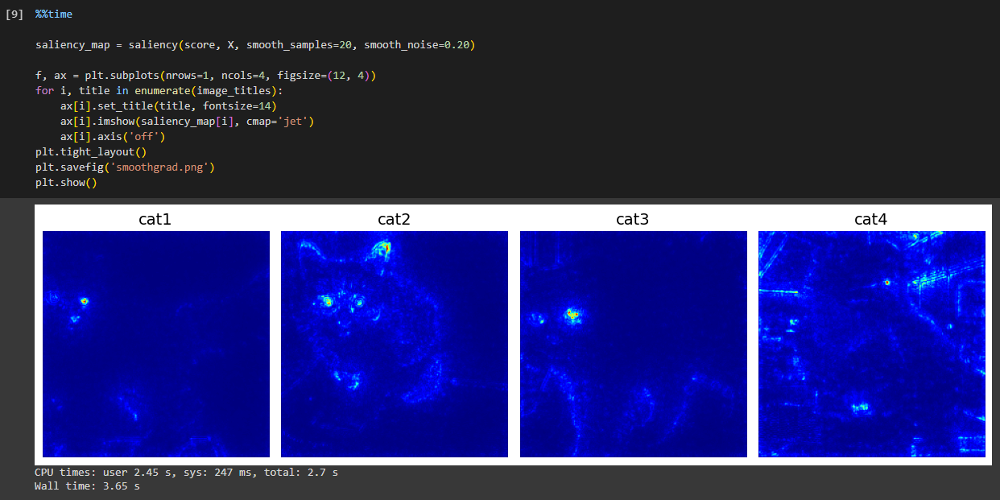 [9] %%time
saliency_map = saliency(score, X, smooth_samples=20, smooth_noise=0.20)
f, ax = plt.subplots(nrows=1, ncols=4, figsize=(12, 4))
for i, title in enumerate(image_titles):
    ax[i].set_title(title, fontsize=14)
    ax[i].imshow(saliency_map[i], cmap='jet')
    ax[i].axis('off')
plt.tight_layout()
plt.savefig('smoothgrad.png')
plt.show()
cat1 cat2 cat3 cat4
CPU times: user 2.45 s, sys: 247 ms, total: 2.7 s
Wall time: 3.65 s